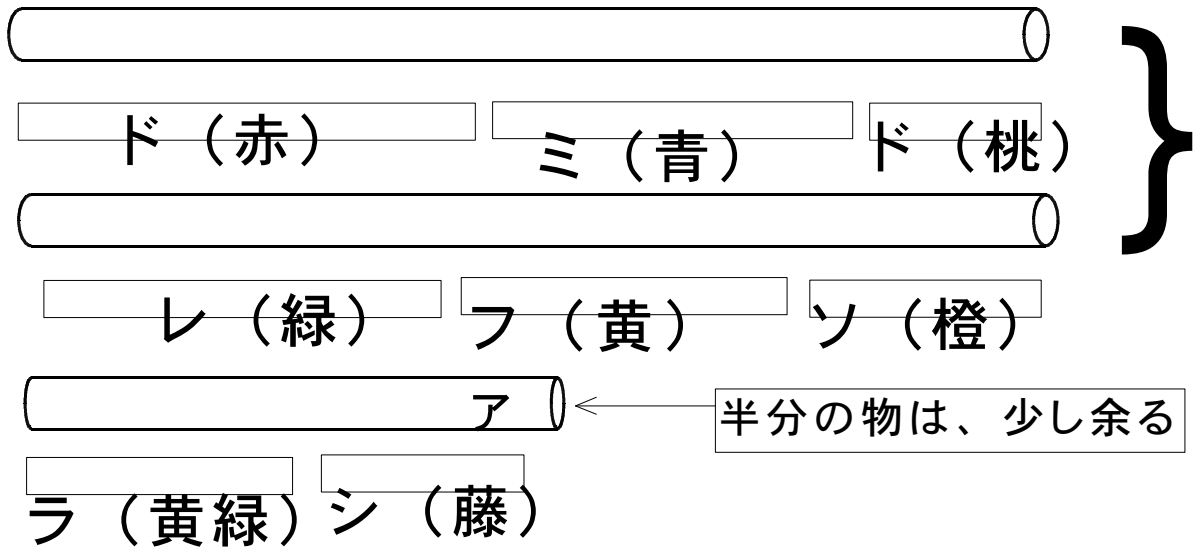 ド（赤） ミ（青） ド（桃）
レ（緑） フ（黄） ソ（橙）
ア
半分の物は、少し余る
ラ（黄緑） シ（藤）